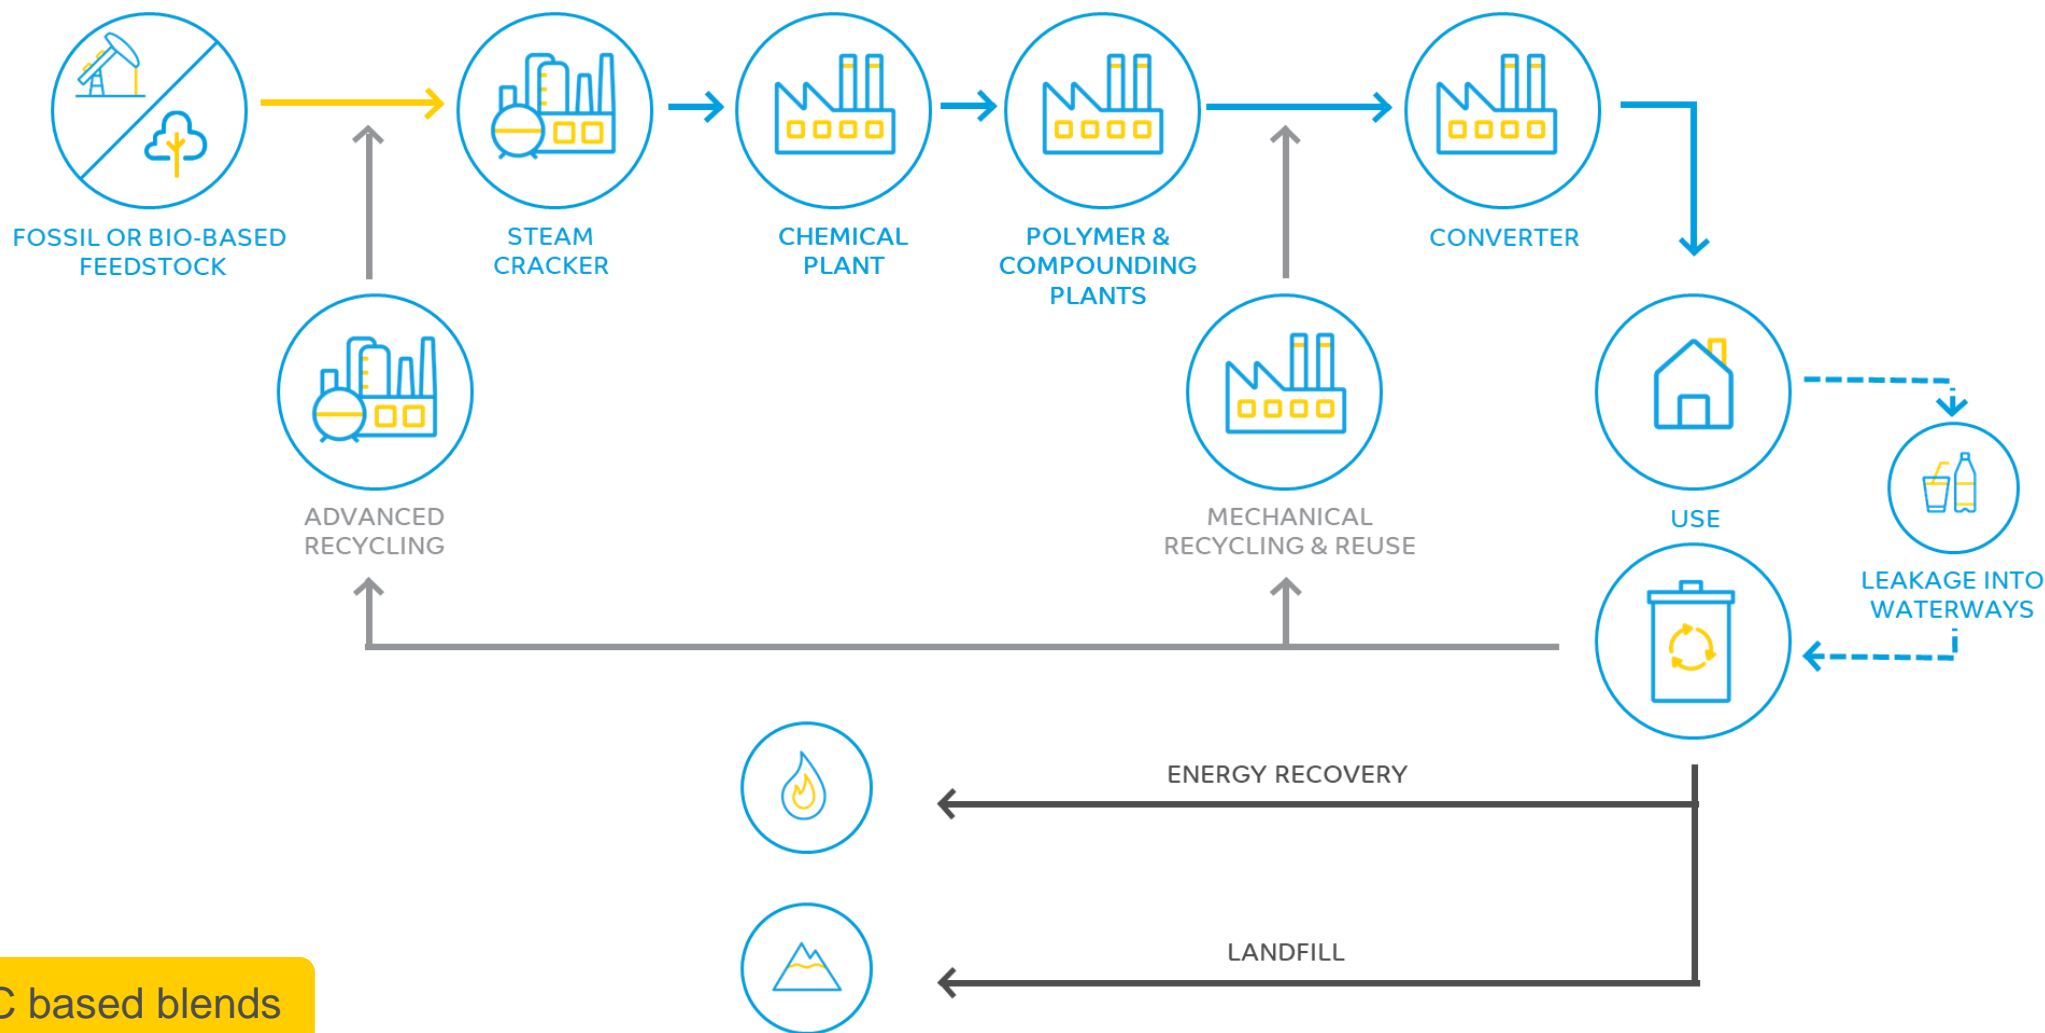 FOSSIL OR BIO-BASED
FEEDSTOCK
STEAM
CRACKER
CHEMICAL
PLANT
POLYMER &
COMPOUNDING
PLANTS
CONVERTER
ADVANCED
RECYCLING
MECHANICAL
RECYCLING & REUSE
USE
LEAKAGE INTO
WATERWAYS
ENERGY RECOVERY
LANDFILL
based blends